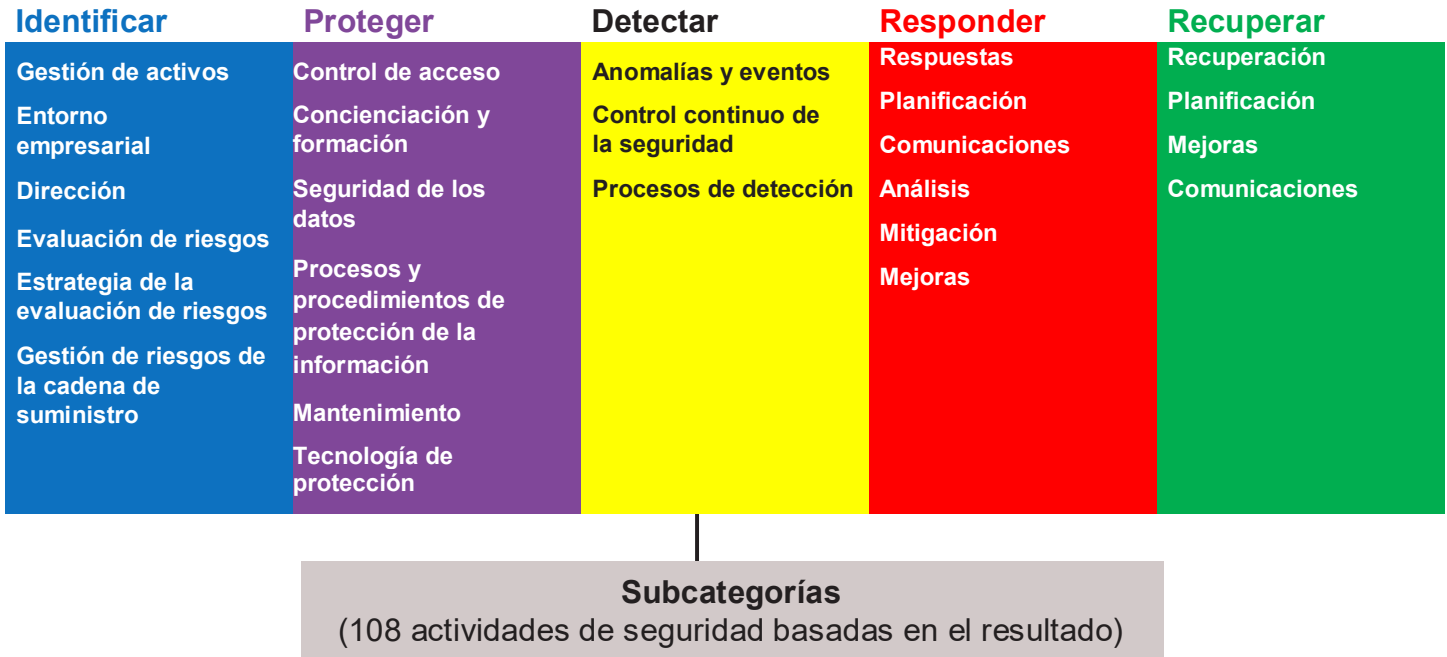 Identificar
Gestión de activos
Entorno
empresarial
Dirección
Evaluación de riesgos
Estrategia de la
evaluación de riesgos
Gestión de riesgos de
la cadena de
suministro
Proteger
Control de acceso
Concienciación y
formación
Seguridad de los
datos
Procesos y
procedimientos de
protección de la
información
Mantenimiento
Tecnología de
protección
Detectar
Anomalías y eventos
Control continuo de
la seguridad
Procesos de detección
Responder
Respuestas
Planificación
Comunicaciones
Análisis
Mitigación
Mejoras
Recuperar
Recuperación
Planificación
Mejoras
Comunicaciones
Subcategorías
(108 actividades de seguridad basadas en el resultado)